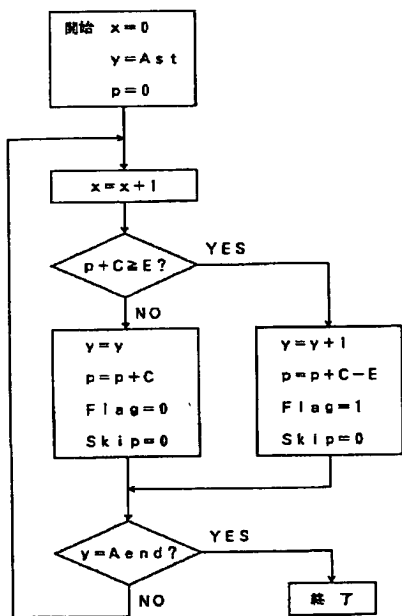 開始 x=0
y=Ast
p=0
x=x+1
p+C≧E?
YES
NO
y=y
p=p+C
Flag=0
Skip=0
y=y+1
p=p+C-E
Flag=1
Skip=0
y=Aend?
YES
NO
終了